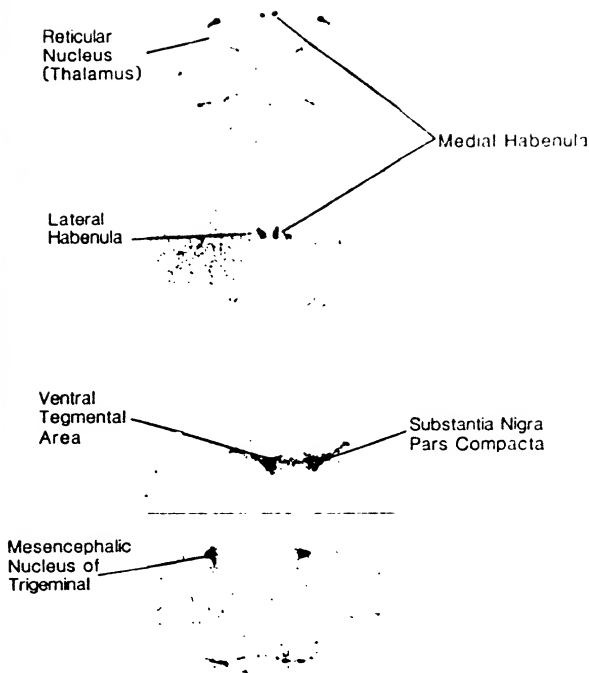 Reticular
Nucleus
(Thalamus)
Medial Habenula
Lateral
Habenula
Ventral
Tegmental
Area
Substantia Nigra
Pars Compacta
Mesencephalic
Nucleus of
Trigeminal